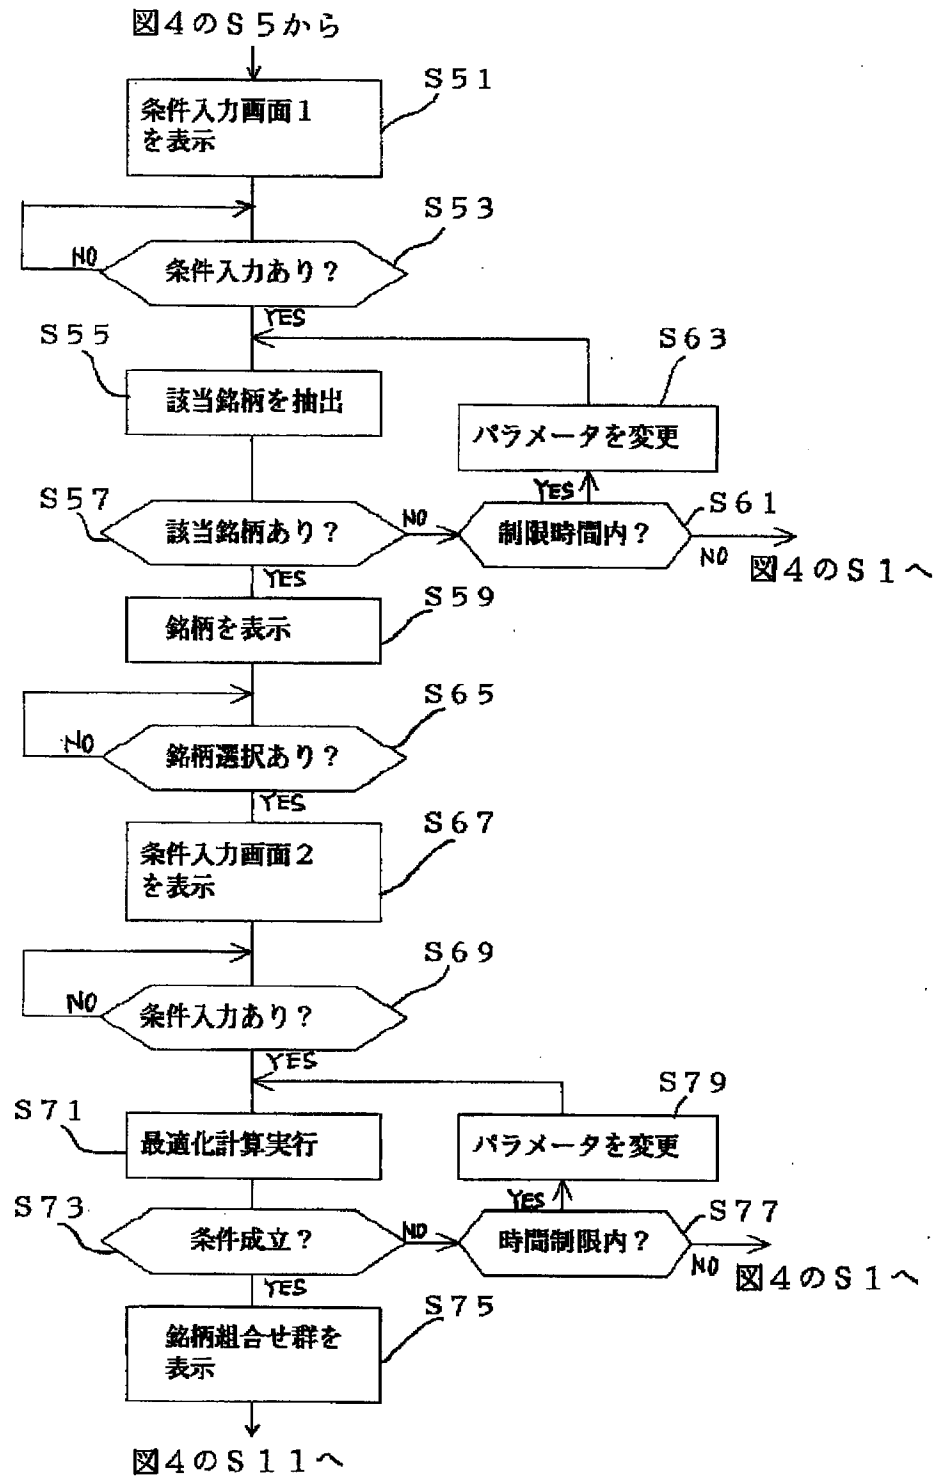 図4のS5から
S51
条件入力画面1
を表示
S53
NO
条件入力あり?
YES
S55
S63
該当銘柄を抽出
パラメータを変更
YES
S57
S61
該当銘柄あり?
NO
制限時間内?
NO
図4のS1へ
YES
S59
銘柄を表示
S65
NO
銘柄選択あり?
YES
S67
条件入力画面2
を表示
S69
NO
条件入力あり?
YES
S79
S71
最適化計算実行
パラメータを変更
YES
S73
S77
条件成立?
NO
時間制限内?
NO
図4のS1へ
YES
S75
銘柄組合せ群を
表示
図4のS11へ